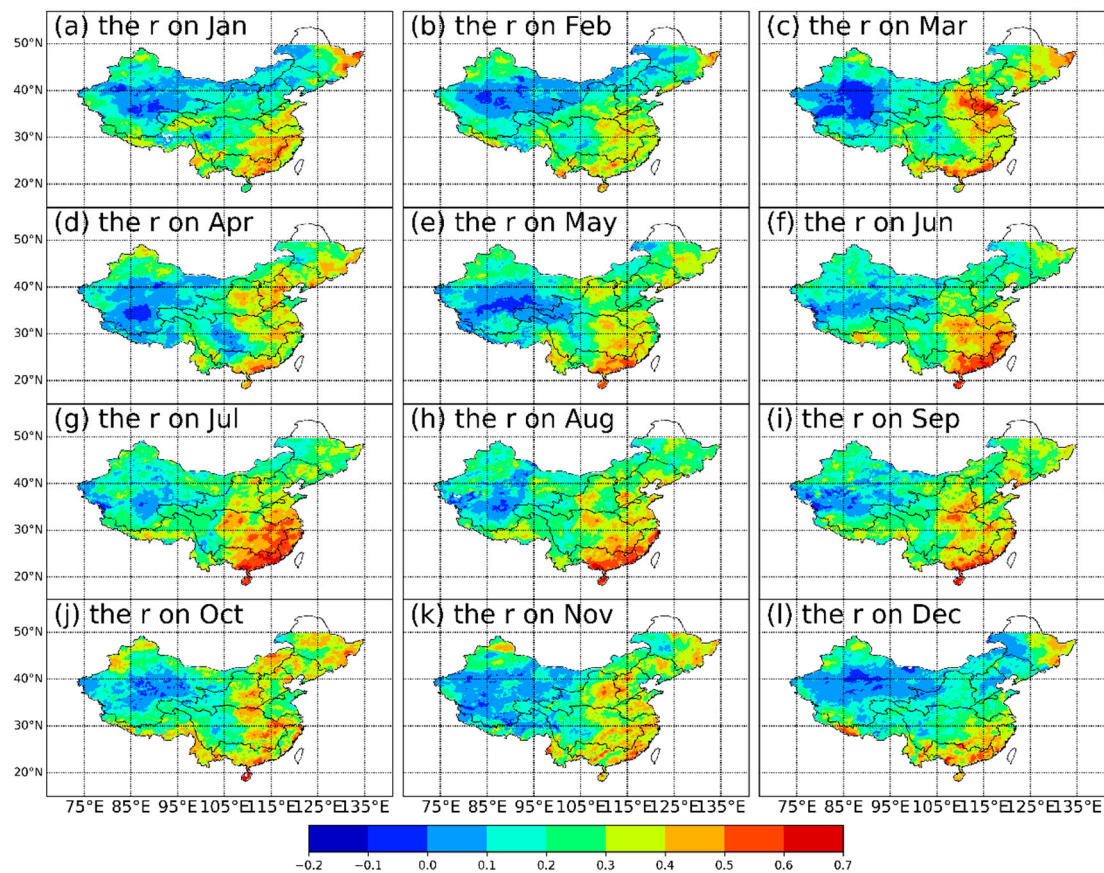 (a) the r on Jan
(b) the r on Feb
(c) the r on Mar
50°N
40°N
30°N
20°N
(d) the r on Apr
(e) the r on May
(f) the r on Jun
50°N
40°N
30°N
20°N
(g) the r on Jul
(h) the r on Aug
(i) the r on Sep
50°N
40°N
30°N
20°N
(j) the r on Oct
(k) the r on Nov
(l) the r on Dec
50°N
40°N
30°N
20°N
75°E 85°E 95°E 105°E 115°E 125°E 135°E 75°E 85°E 95°E 105°E 115°E 125°E 135°E 75°E 85°E 95°E 105°E 115°E 125°E 135°E
−0.2 −0.1 0.0 0.1 0.2 0.3 0.4 0.5 0.6 0.7